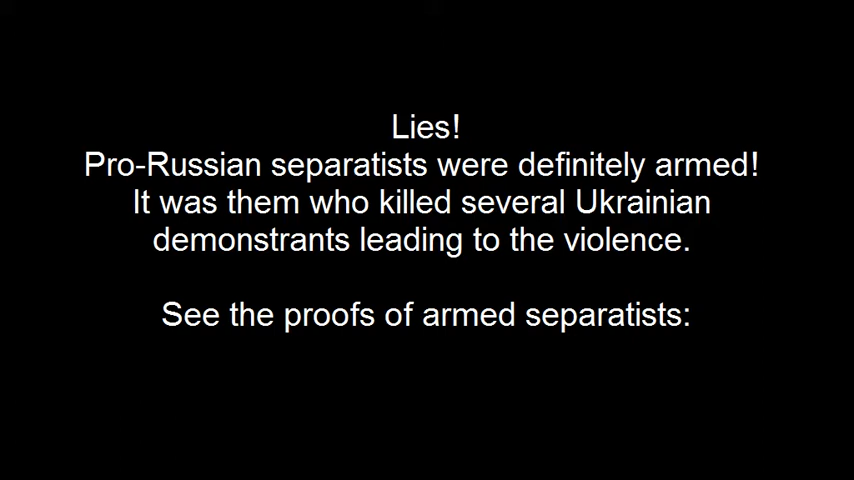 Lies!
Pro-Russian separatists were definitely armed!
It was them who killed several Ukrainian
demonstrants leading to the violence.
See the proofs of armed separatists: